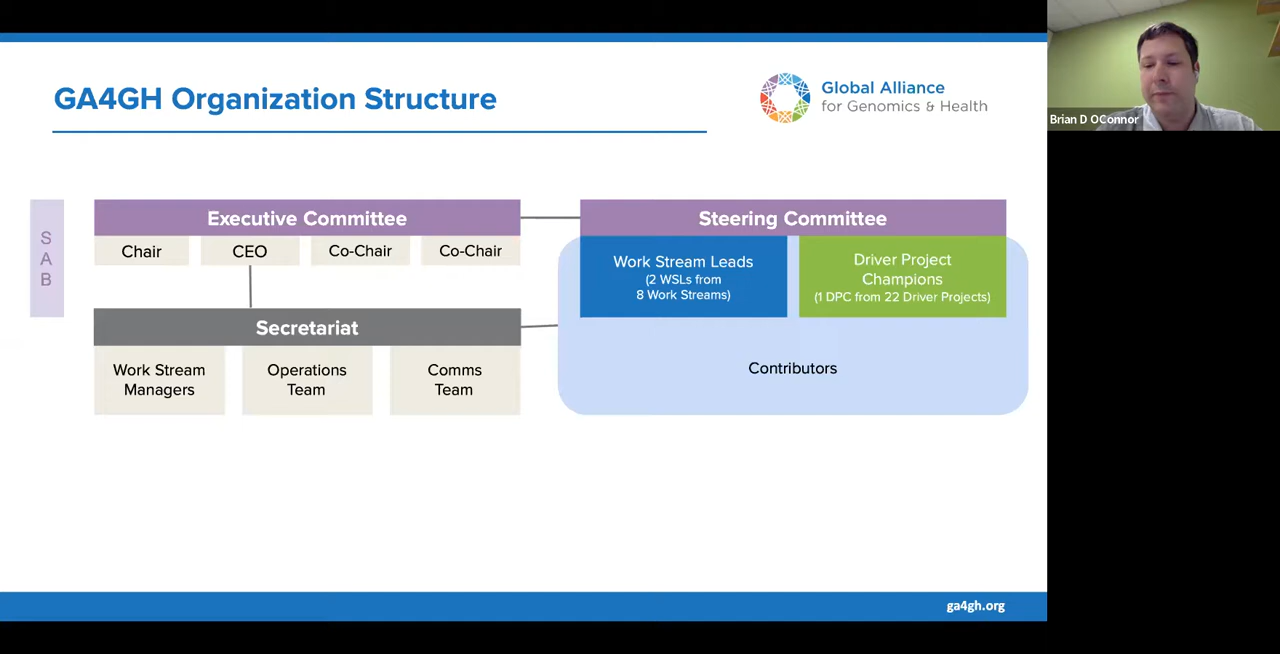 GA4GH Organization Structure
Global Alliance
for Genomics & Health
Brian D OConnor
S
A
B
Executive Committee
Chair
CEO
Co-Chair
Co-Chair
Secretariat
Work Stream
Managers
Operations
Team
Comms
Team
Steering Committee
Work Stream Leads
(2 WSLs from
8 Work Streams)
Driver Project
Champions
(1 DPC from 22 Driver Projects)
Contributors
ga4gh.org